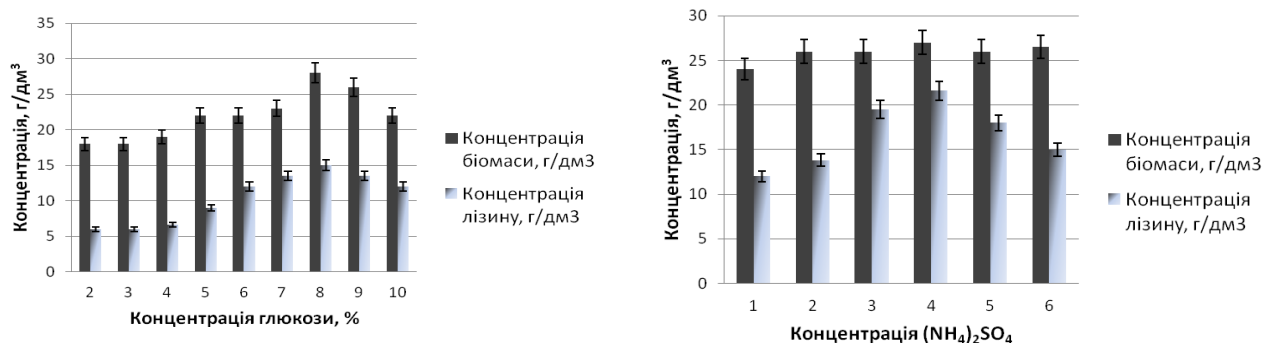 Концентрація, г/дм³
35
30
25
20
15
10
5
0
2 3 4 5 6 7 8 9 10
Концентрація глюкози, %
Концентрація
біомаси, г/дм3
Концентрація
лізину, г/дм3
Концентрація, г/дм³
30
25
20
15
10
5
0
1 2 3 4 5 6
Концентрація (NH₄)₂SO₄
Концентрація
біомаси, г/дм3
Концентрація
лізину, г/дм3